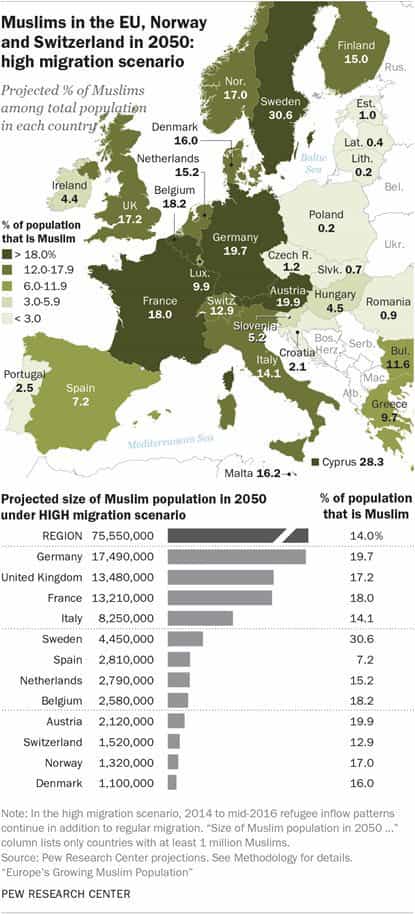 Muslims in the EU, Norway
and Switzerland in 2050:
high migration scenario
Projected % of Muslims
among total population
in each country
Finland
15.0
Rus.
Nor.
17.0
Sweden
30.6
Est.
1.0
Denmark
16.0
Lat. 0.4
Lith.
0.2
Baltic
Sea
Netherlands
15.2
Bel.
Ireland
4.4
Belgium
18.2
UK
17.2
Poland
0.2
% of population
that is Muslim
> 18.0%
12.0-17.9
6.0-11.9
3.0-5.9
< 3.0
Germany
19.7
Ukr.
Czech R.
1.2
Slvk. 0.7
Lux.
9.9
Austria
19.9
Hungary
4.5
France
18.0
Switz.
12.9
Romania
0.9
Slovenia
5.2
Croatia
2.1
Bos.
Herz.
Serb.
Bul.
11.6
Italy
14.1
Mac.
Alb.
Portugal
2.5
Spain
7.2
Greece
9.7
Mediterranean Sea
Malta 16.2
Cyprus 28.3
Projected size of Muslim population in 2050
under HIGH migration scenario
% of population
that is Muslim
REGION 75,550,000 14.0%
Germany 17,490,000 19.7
United Kingdom 13,480,000 17.2
France 13,210,000 18.0
Italy 8,250,000 14.1
Sweden 4,450,000 30.6
Spain 2,810,000 7.2
Netherlands 2,790,000 15.2
Belgium 2,580,000 18.2
Austria 2,120,000 19.9
Switzerland 1,520,000 12.9
Norway 1,320,000 17.0
Denmark 1,100,000 16.0
Note: In the high migration scenario, 2014 to mid-2016 refugee inflow patterns
continue in addition to regular migration. “Size of Muslim population in 2050 ...”
column lists only countries with at least 1 million Muslims.
Source: Pew Research Center projections. See Methodology for details.
“Europe’s Growing Muslim Population”
PEW RESEARCH CENTER